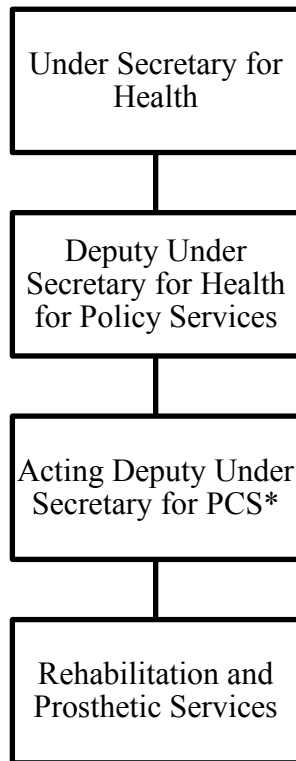 Under Secretary for
Health
Deputy Under
Secretary for Health
for Policy Services
Acting Deputy Under
Secretary for PCS*
Rehabilitation and
Prosthetic Services